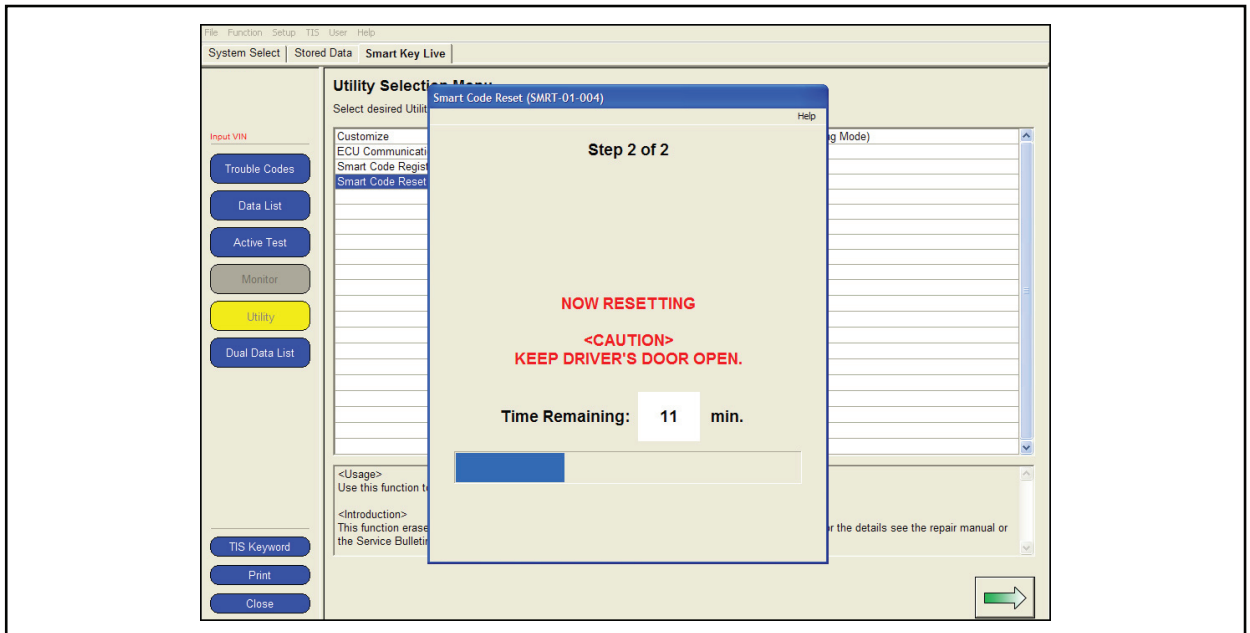 File Function Setup TIS User Help
System Select Stored Data Smart Key Live
Utility Selection Menu
Select desired Utilit
Input VIN
Trouble Codes
Data List
Active Test
Monitor
Utility
Dual Data List
TIS Keyword
Print
Close
Customize
ECU Communicati
Smart Code Regist
Smart Code Reset
g Mode)
Smart Code Reset (SMRT-01-004)
Help
Step 2 of 2
NOW RESETTING
<CAUTION>
KEEP DRIVER'S DOOR OPEN.
Time Remaining: 11 min.
<Usage>
Use this function t
<Introduction>
This function erase
r the details see the repair manual or
the Service Bulletin